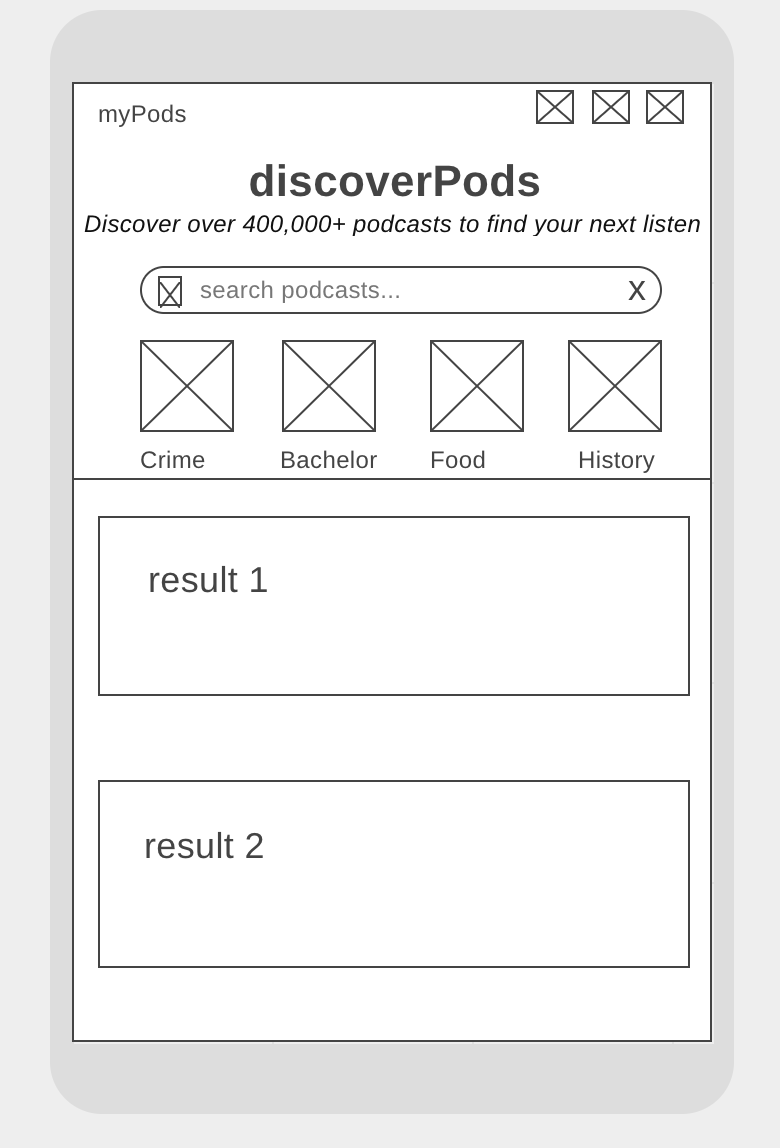 myPods
discoverPods
Discover over 400,000+ podcasts to find your next listen
search podcasts... X
Crime Bachelor Food History
result 1
result 2